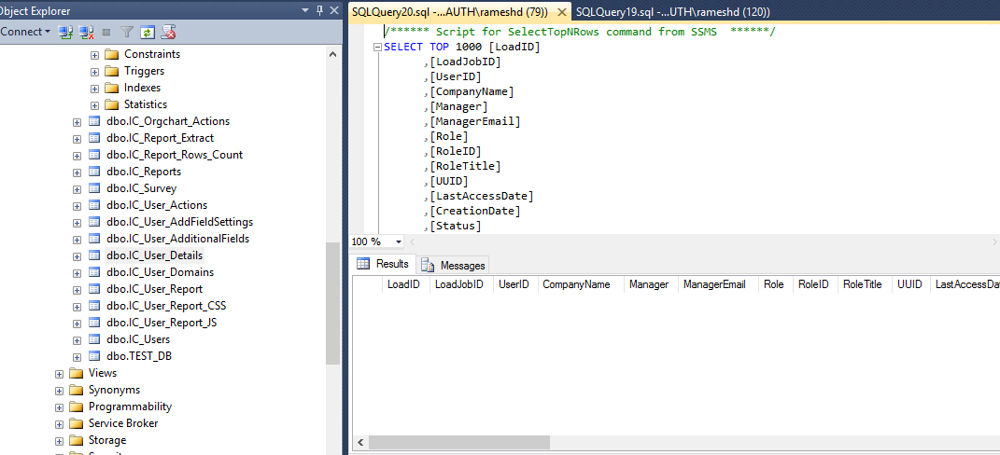 Object Explorer
Connect
Constraints
Triggers
Indexes
Statistics
dbo.IC_Orgchart_Actions
dbo.IC_Report_Extract
dbo.IC_Report_Rows_Count
dbo.IC_Reports
dbo.IC_Survey
dbo.IC_User_Actions
dbo.IC_User_AddFieldSettings
dbo.IC_User_AdditionalFields
dbo.IC_User_Details
dbo.IC_User_Domains
dbo.IC_User_Report
dbo.IC_User_Report_CSS
dbo.IC_User_Report_JS
dbo.IC_Users
dbo.TEST_DB
Views
Synonyms
Programmability
Service Broker
Storage
SQLQuery20.sql -...AUTH\rameshd (79)) SQLQuery19.sql -...UTH\rameshd (120))
/****** Script for SelectTopNRows command from SSMS ******/
SELECT TOP 1000 [LoadID]
,[LoadJobID]
,[UserID]
,[CompanyName]
,[Manager]
,[ManagerEmail]
,[Role]
,[RoleID]
,[RoleTitle]
,[UUID]
,[LastAccessDate]
,[CreationDate]
,[Status]
100 %
Results Messages
LoadID LoadJobID UserID CompanyName Manager ManagerEmail Role RoleID RoleTitle UUID LastAccessDa